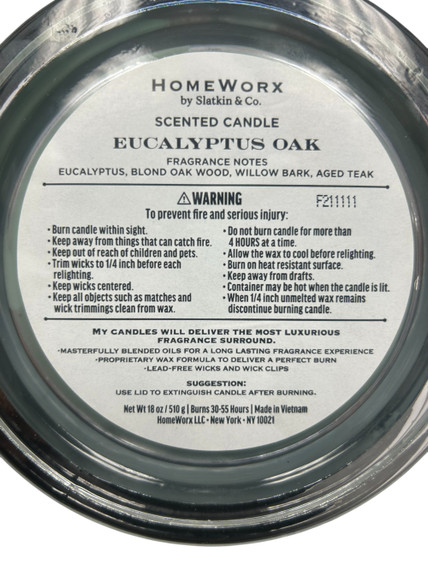 HOMEWORX
by Slatkin & Co.
SCENTED CANDLE
EUCALYPTUS OAK
FRAGRANCE NOTES
EUCALYPTUS, BLOND OAK WOOD, WILLOW BARK, AGED TEAK
⚠WARNING
F211111
To prevent fire and serious injury:
• Burn candle within sight.
• Keep away from things that can catch fire.
• Keep out of reach of children and pets.
• Trim wicks to 1/4 inch before each
relighting.
• Keep wicks centered.
• Keep all objects such as matches and
wick trimmings clean from wax.
• Do not burn candle for more than
4 HOURS at a time.
• Allow the wax to cool before relighting.
• Burn on heat resistant surface.
• Keep away from drafts.
• Container may be hot when the candle is lit.
• When 1/4 inch unmelted wax remains
discontinue burning candle.
MY CANDLES WILL DELIVER THE MOST LUXURIOUS
FRAGRANCE SURROUND.
•MASTERFULLY BLENDED OILS FOR A LONG LASTING FRAGRANCE EXPERIENCE
•PROPRIETARY WAX FORMULA TO DELIVER A PERFECT BURN
•LEAD-FREE WICKS AND WICK CLIPS
SUGGESTION:
USE LID TO EXTINGUISH CANDLE AFTER BURNING.
Net Wt 18 oz / 510 g | Burns 30-55 Hours | Made in Vietnam
HomeWorx LLC • New York • NY 10021